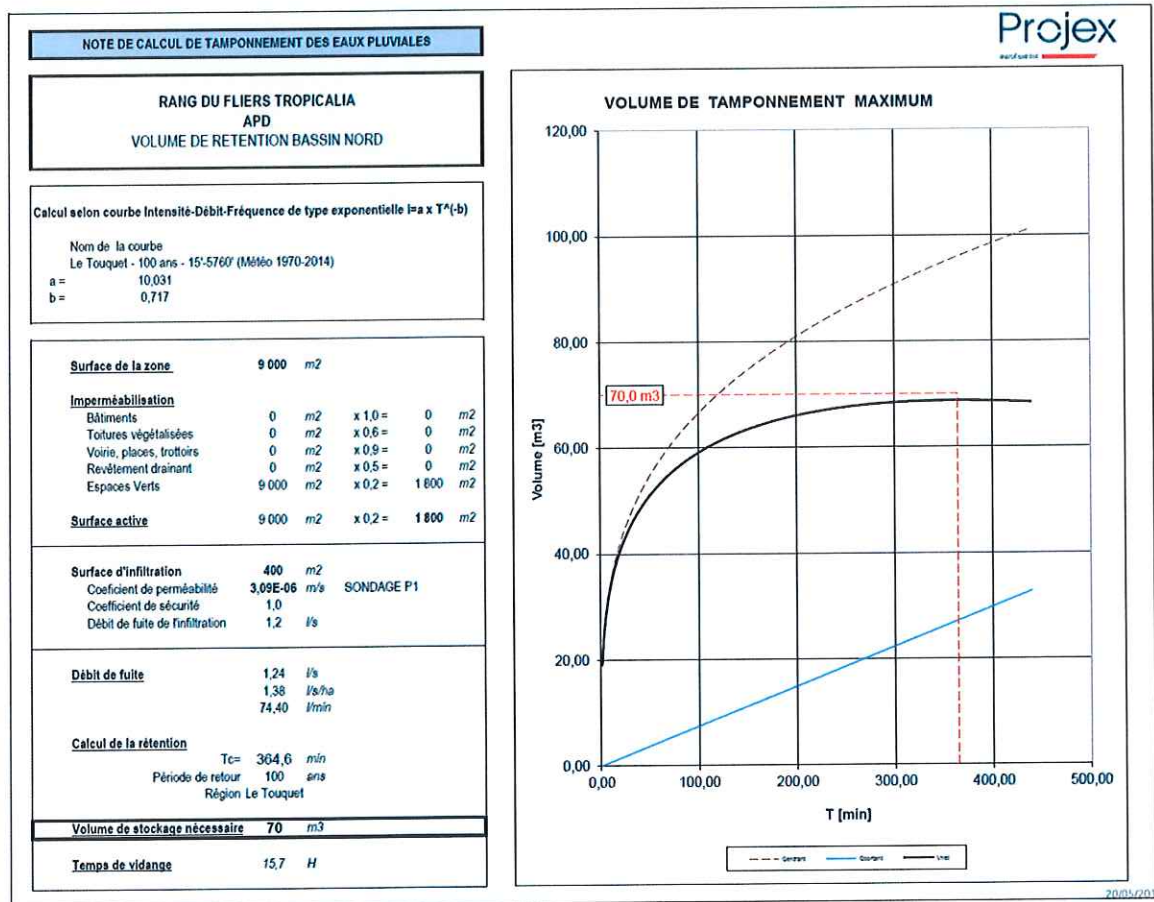 NOTE DE CALCUL DE TAMPONNEMENT DES EAUX PLUVIALES
Projex
RANG DU FLIERS TROPICALIA
APD
VOLUME DE RETENTION BASSIN NORD
Calcul selon courbe Intensité-Débit-Fréquence de type exponentielle I=a x T^(-b)
Nom de la courbe
Le Touquet - 100 ans - 15'-5760' (Météo 1970-2014)
a = 10,031
b = 0,717
Surface de la zone 9 000 m2
Imperméabilisation
Bâtiments 0 m2 x 1,0 = 0 m2
Toitures végétalisées 0 m2 x 0,6 = 0 m2
Voirie, places, trottoirs 0 m2 x 0,9 = 0 m2
Revêtement drainant 0 m2 x 0,5 = 0 m2
Espaces Verts 9 000 m2 x 0,2 = 1 800 m2
Surface active 9 000 m2 x 0,2 = 1 800 m2
Surface d'infiltration 400 m2
Coeficient de perméabilité 3,09E-06 m/s SONDAGE P1
Coefficient de sécurité 1,0
Débit de fuite de l'infiltration 1,2 l/s
Débit de fuite 1,24 l/s
1,38 l/s/ha
74,40 l/min
Calcul de la rétention
Tc= 364,6 min
Période de retour 100 ans
Région Le Touquet
Volume de stockage nécessaire 70 m3
Temps de vidange 15,7 H
VOLUME DE TAMPONNEMENT MAXIMUM
120,00
100,00
80,00
70,0 m3
60,00
40,00
20,00
0,00
Volume [m3]
0,00 100,00 200,00 300,00 400,00 500,00
T [min]
20/05/201